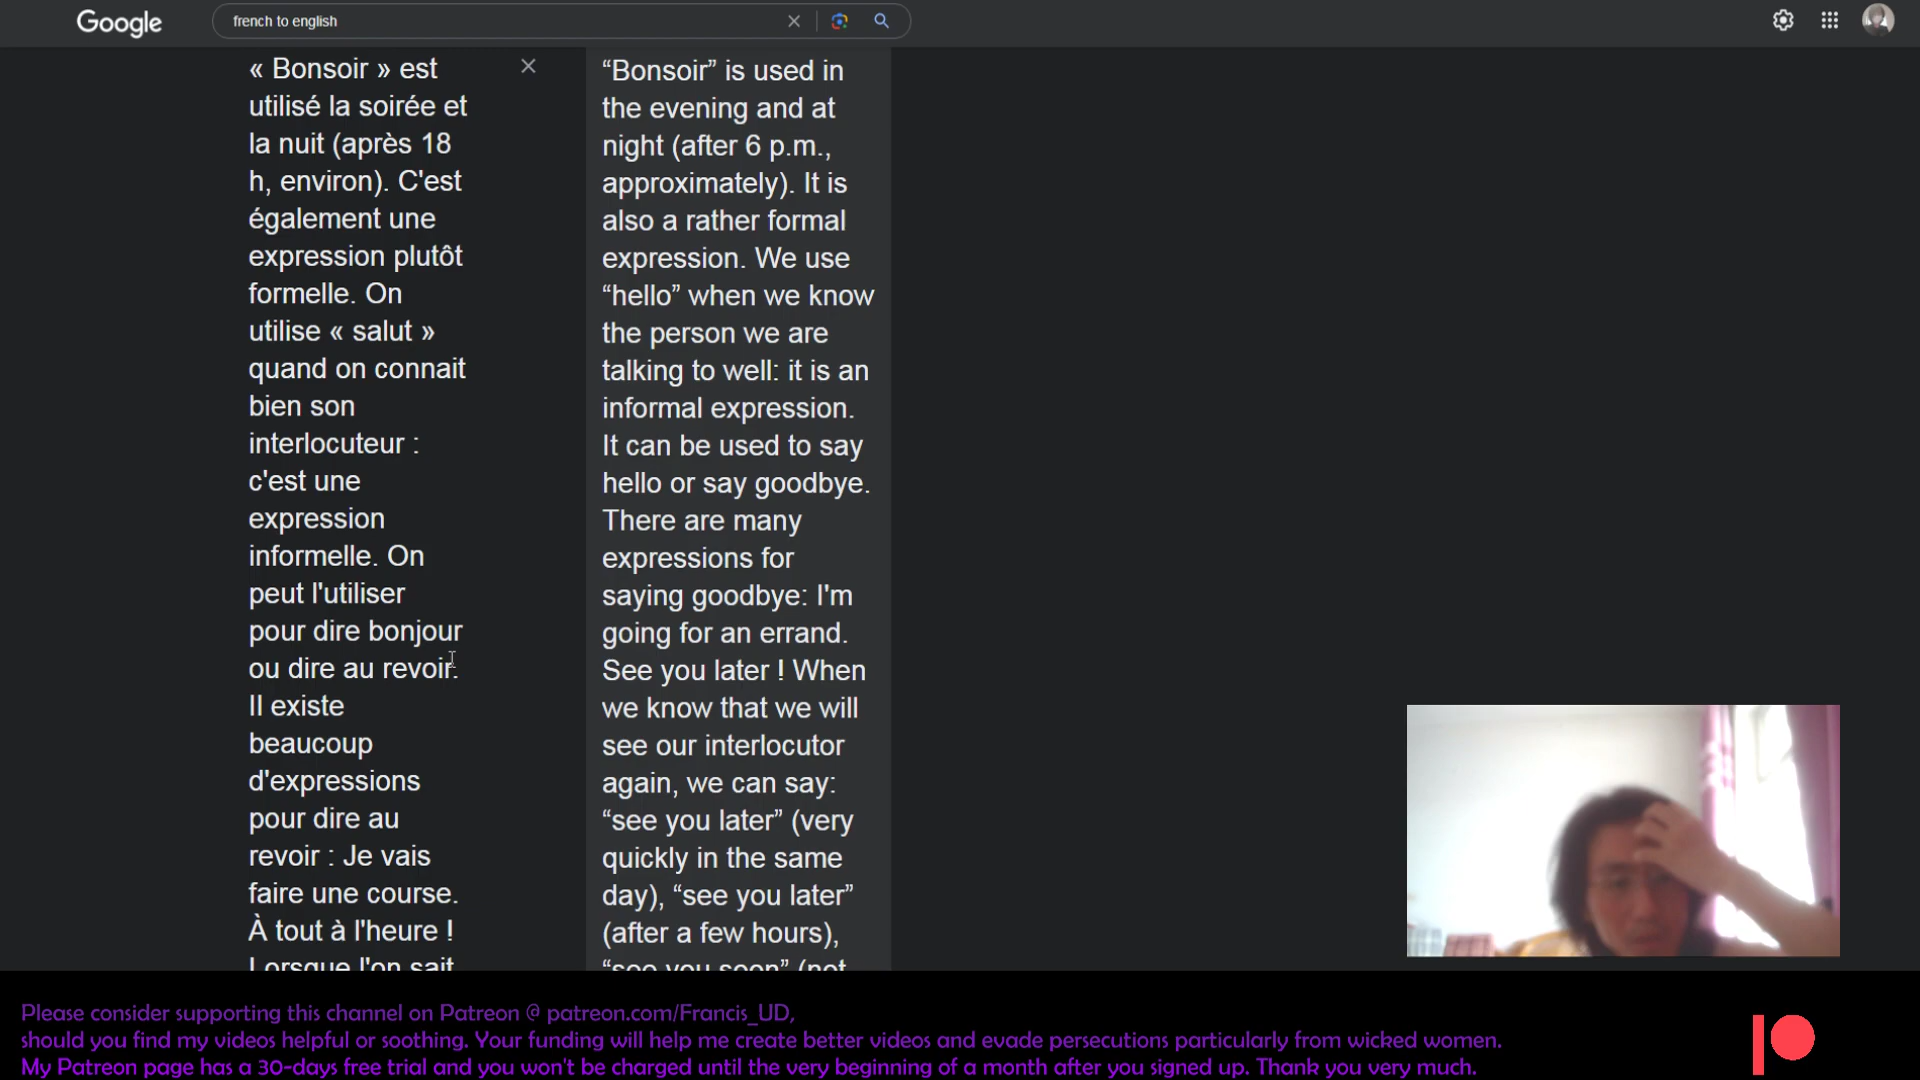 Google
french to english
« Bonsoir » est
utilisé la soirée et
la nuit (après 18
h, environ). C'est
également une
expression plutôt
formelle. On
utilise « salut »
quand on connait
bien son
interlocuteur :
c'est une
expression
informelle. On
peut l'utiliser
pour dire bonjour
ou dire au revoir.
Il existe
beaucoup
d'expressions
pour dire au
revoir : Je vais
faire une course.
À tout à l'heure !
Lorsque l'on sait
“Bonsoir” is used in
the evening and at
night (after 6 p.m.,
approximately). It is
also a rather formal
expression. We use
“hello” when we know
the person we are
talking to well: it is an
informal expression.
It can be used to say
hello or say goodbye.
There are many
expressions for
saying goodbye: I'm
going for an errand.
See you later ! When
we know that we will
see our interlocutor
again, we can say:
“see you later” (very
quickly in the same
day), “see you later”
(after a few hours),
“see you soon” (not
Please consider supporting this channel on Patreon @ patreon.com/Francis_UD,
should you find my videos helpful or soothing. Your funding will help me create better videos and evade persecutions particularly from wicked women.
My Patreon page has a 30-days free trial and you won't be charged until the very beginning of a month after you signed up. Thank you very much.